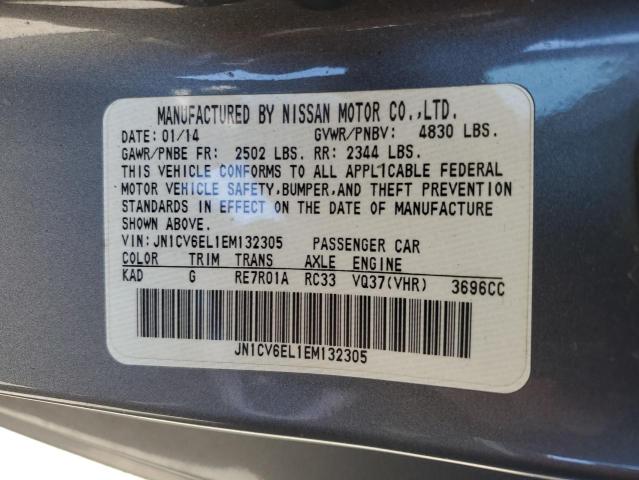 MANUFACTURED BY NISSAN MOTOR CO.,LTD.
DATE: 01/14 GVWR/PNBV: 4830 LBS.
GAWR/PNBE FR: 2502 LBS. RR: 2344 LBS.
THIS VEHICLE CONFORMS TO ALL APPLICABLE FEDERAL
MOTOR VEHICLE SAFETY,BUMPER,AND THEFT PREVENTION
STANDARDS IN EFFECT ON THE DATE OF MANUFACTURE
SHOWN ABOVE.
VIN:JN1CV6EL1EM132305 PASSENGER CAR
COLOR TRIM TRANS AXLE ENGINE
KAD G RE7R01A RC33 VQ37(VHR) 3696CC
JN1CV6EL1EM132305